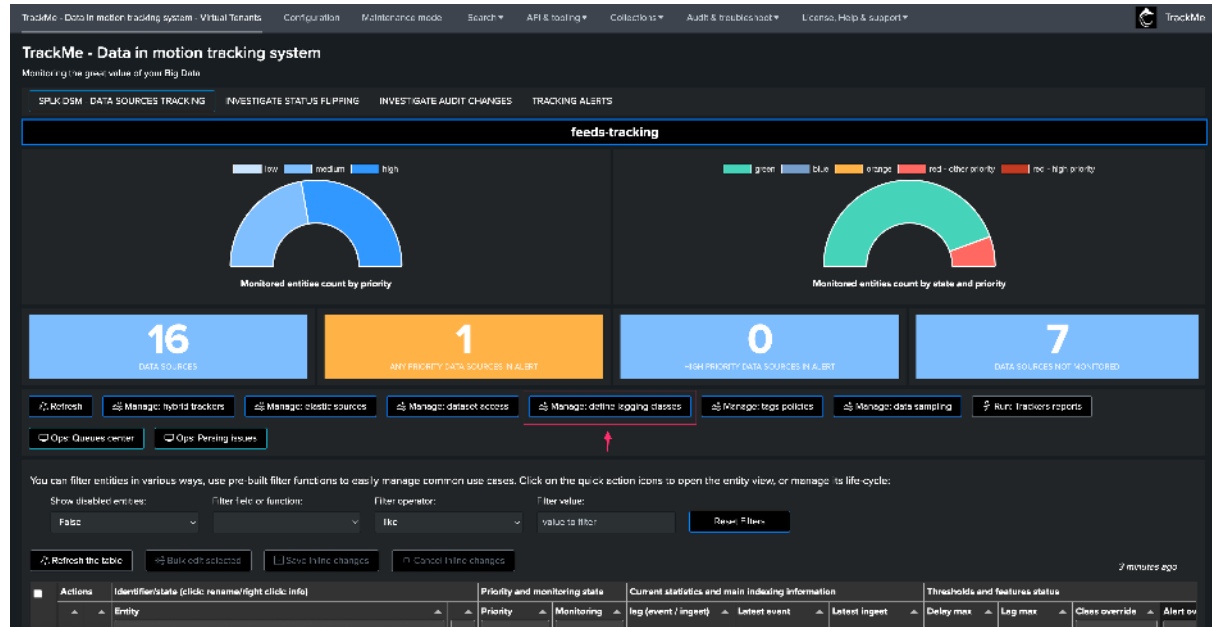 TrackMe - Data in motion tracking system - Virtual Tenants Configuration Maintenance mode Search ▾ API & tooling ▾ Collections ▾ Audit & troubleshoot ▾ License, Help & support ▾ TrackMe
TrackMe - Data in motion tracking system
Monitoring the great value of your Big Data
SPLK-DSM - DATA SOURCES TRACKING INVESTIGATE STATUS FLIPPING INVESTIGATE AUDIT CHANGES TRACKING ALERTS
feeds-tracking
low medium high
green blue orange red - other priority red - high priority
Monitored entities count by priority
Monitored entities count by state and priority
16 1 0 7
DATA SOURCES ANY PRIORITY DATA SOURCES IN ALERT HIGH PRIORITY DATA SOURCES IN ALERT DATA SOURCES NOT MONITORED
Refresh Manage: hybrid trackers Manage: elastic sources Manage: dataset access Manage: define lagging classes Manage: tags policies Manage: data sampling Run: Trackers reports
Ops: Queues center Ops: Parsing issues
You can filter entities in various ways, use pre-built filter functions to easily manage common use cases. Click on the quick action icons to open the entity view, or manage its life-cycle:
Show disabled entities: Filter field or function: Filter operator: Filter value:
False like value to filter Reset Filters
Refresh the table Bulk edit selected Save inline changes Cancel inline changes 3 minutes ago
Actions Identifier/state (click: rename/right click: info) Priority and monitoring state Current statistics and main indexing information Thresholds and features status
Entity Priority Monitoring lag (event / ingest) Latest event Latest ingest Delay max Lag max Class override Alert ov